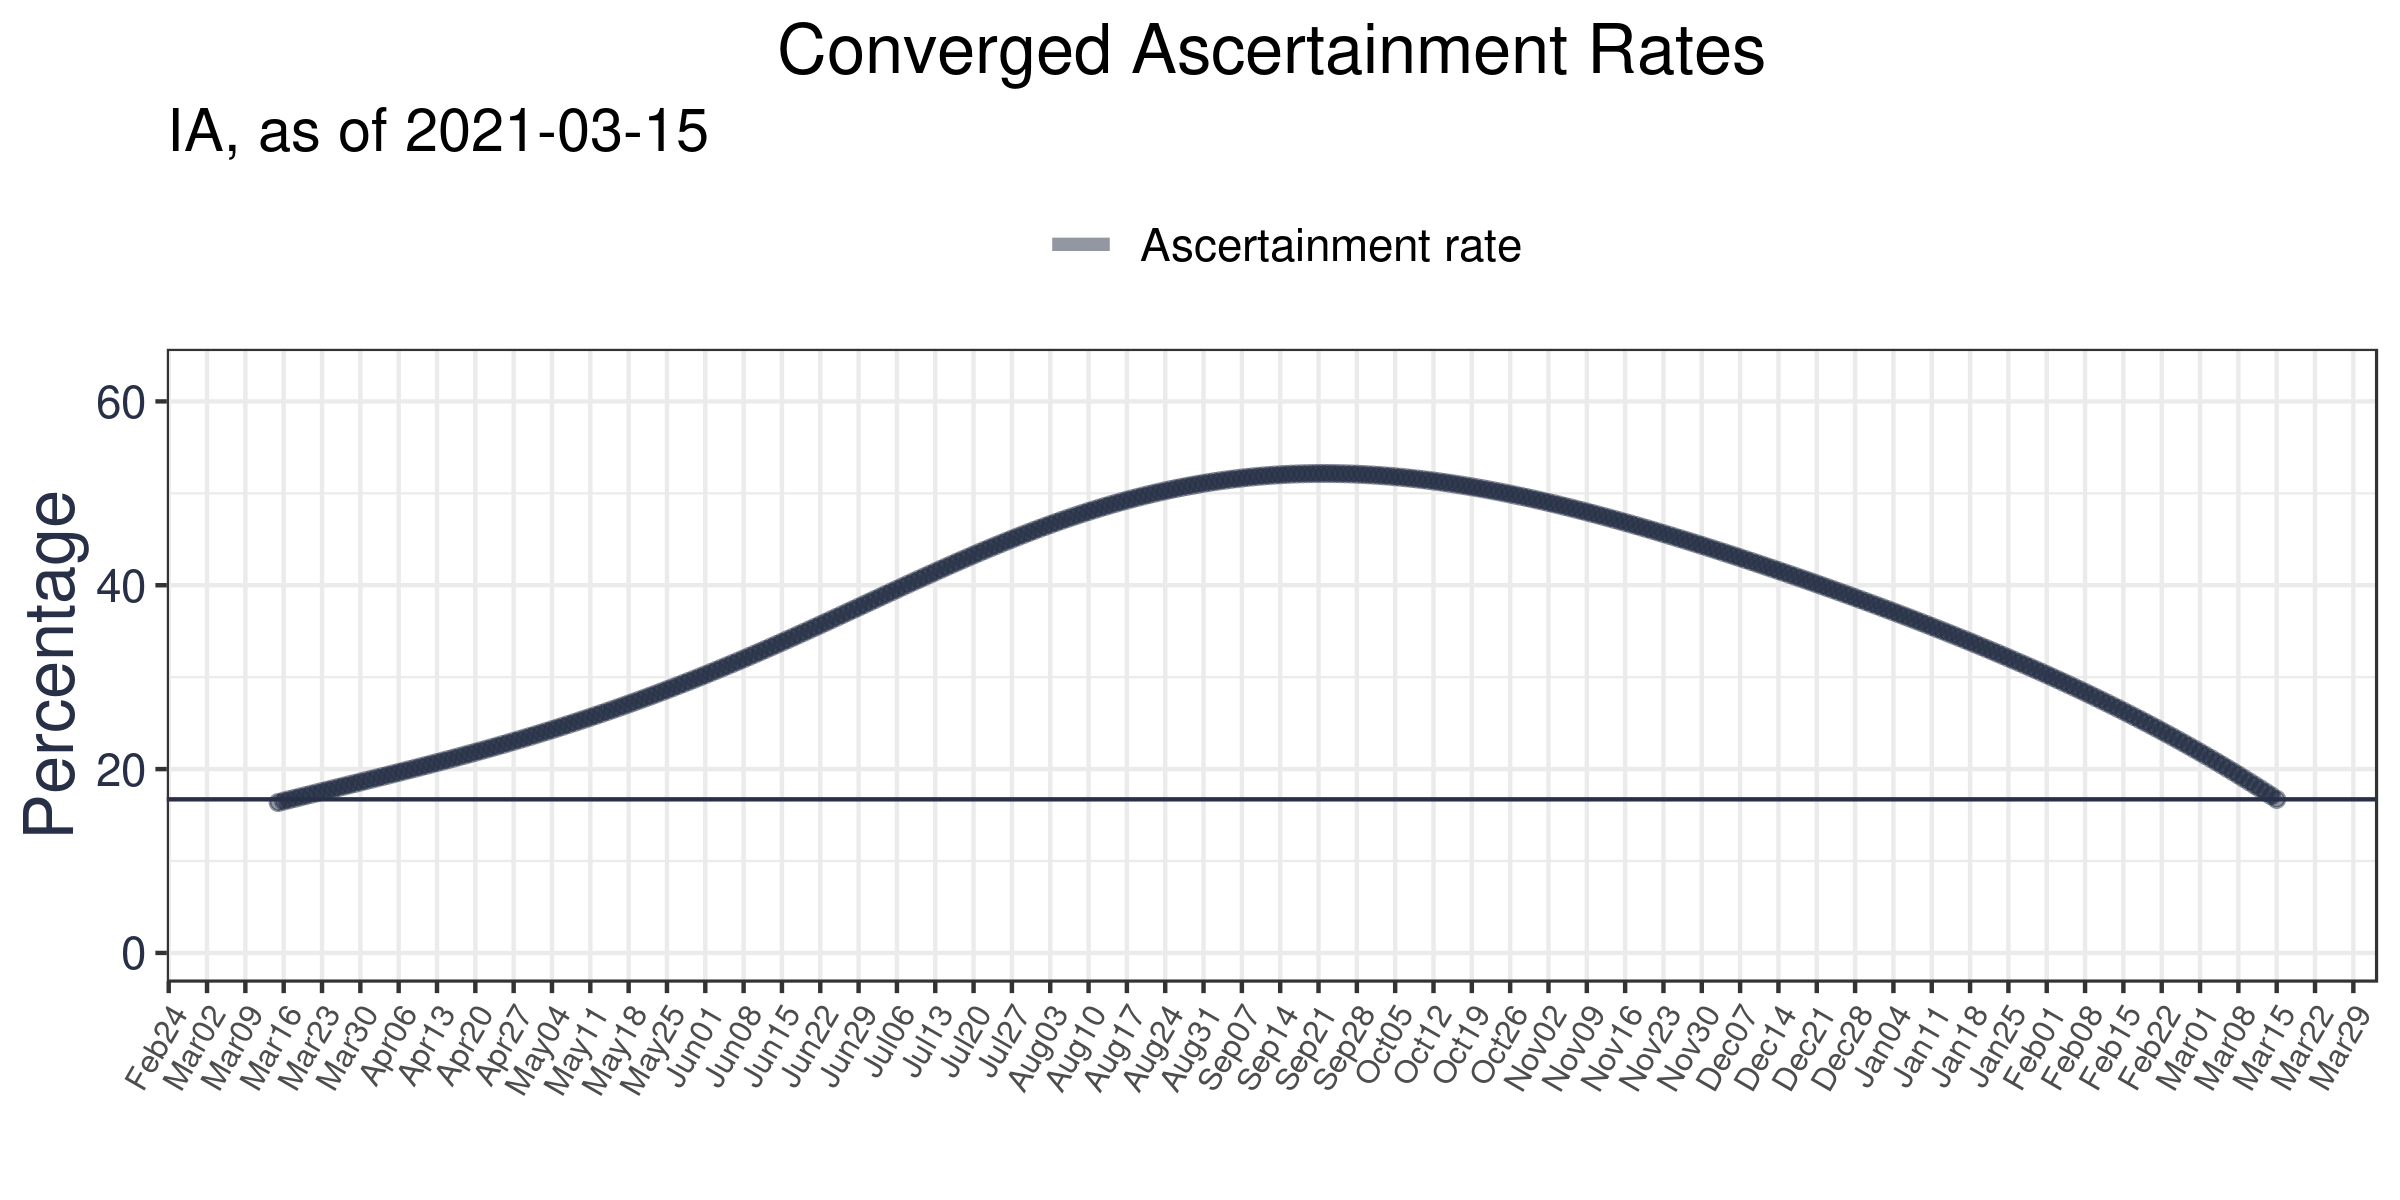 Converged Ascertainment Rates
IA, as of 2021-03-15
Ascertainment rate
Percentage
60
40
20
0
Feb24
Mar02
Mar09
Mar16
Mar23
Mar30
Apr06
Apr13
Apr20
Apr27
May04
May11
May18
May25
Jun01
Jun08
Jun15
Jun22
Jun29
Jul06
Jul13
Jul20
Jul27
Aug03
Aug10
Aug17
Aug24
Aug31
Sep07
Sep14
Sep21
Sep28
Oct05
Oct12
Oct19
Oct26
Nov02
Nov09
Nov16
Nov23
Nov30
Dec07
Dec14
Dec21
Dec28
Jan04
Jan11
Jan18
Jan25
Feb01
Feb08
Feb15
Feb22
Mar01
Mar08
Mar15
Mar22
Mar29